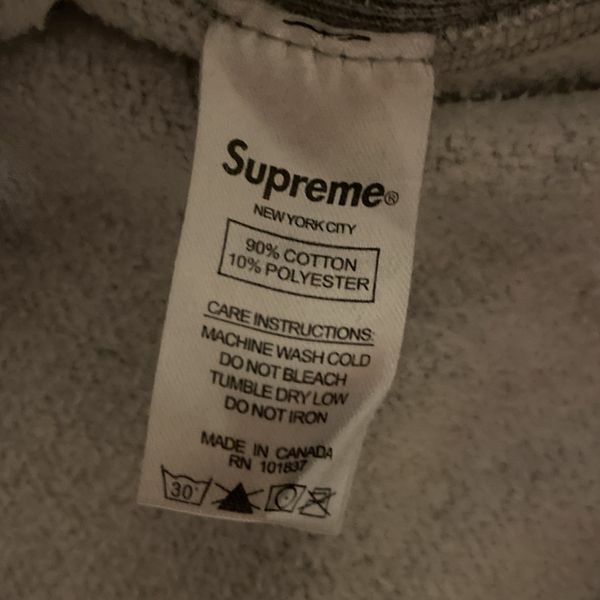 Supreme®
NEW YORK CITY
90% COTTON
10% POLYESTER
CARE INSTRUCTIONS:
MACHINE WASH COLD
DO NOT BLEACH
TUMBLE DRY LOW
DO NOT IRON
MADE IN CANADA
RN 101837
30°